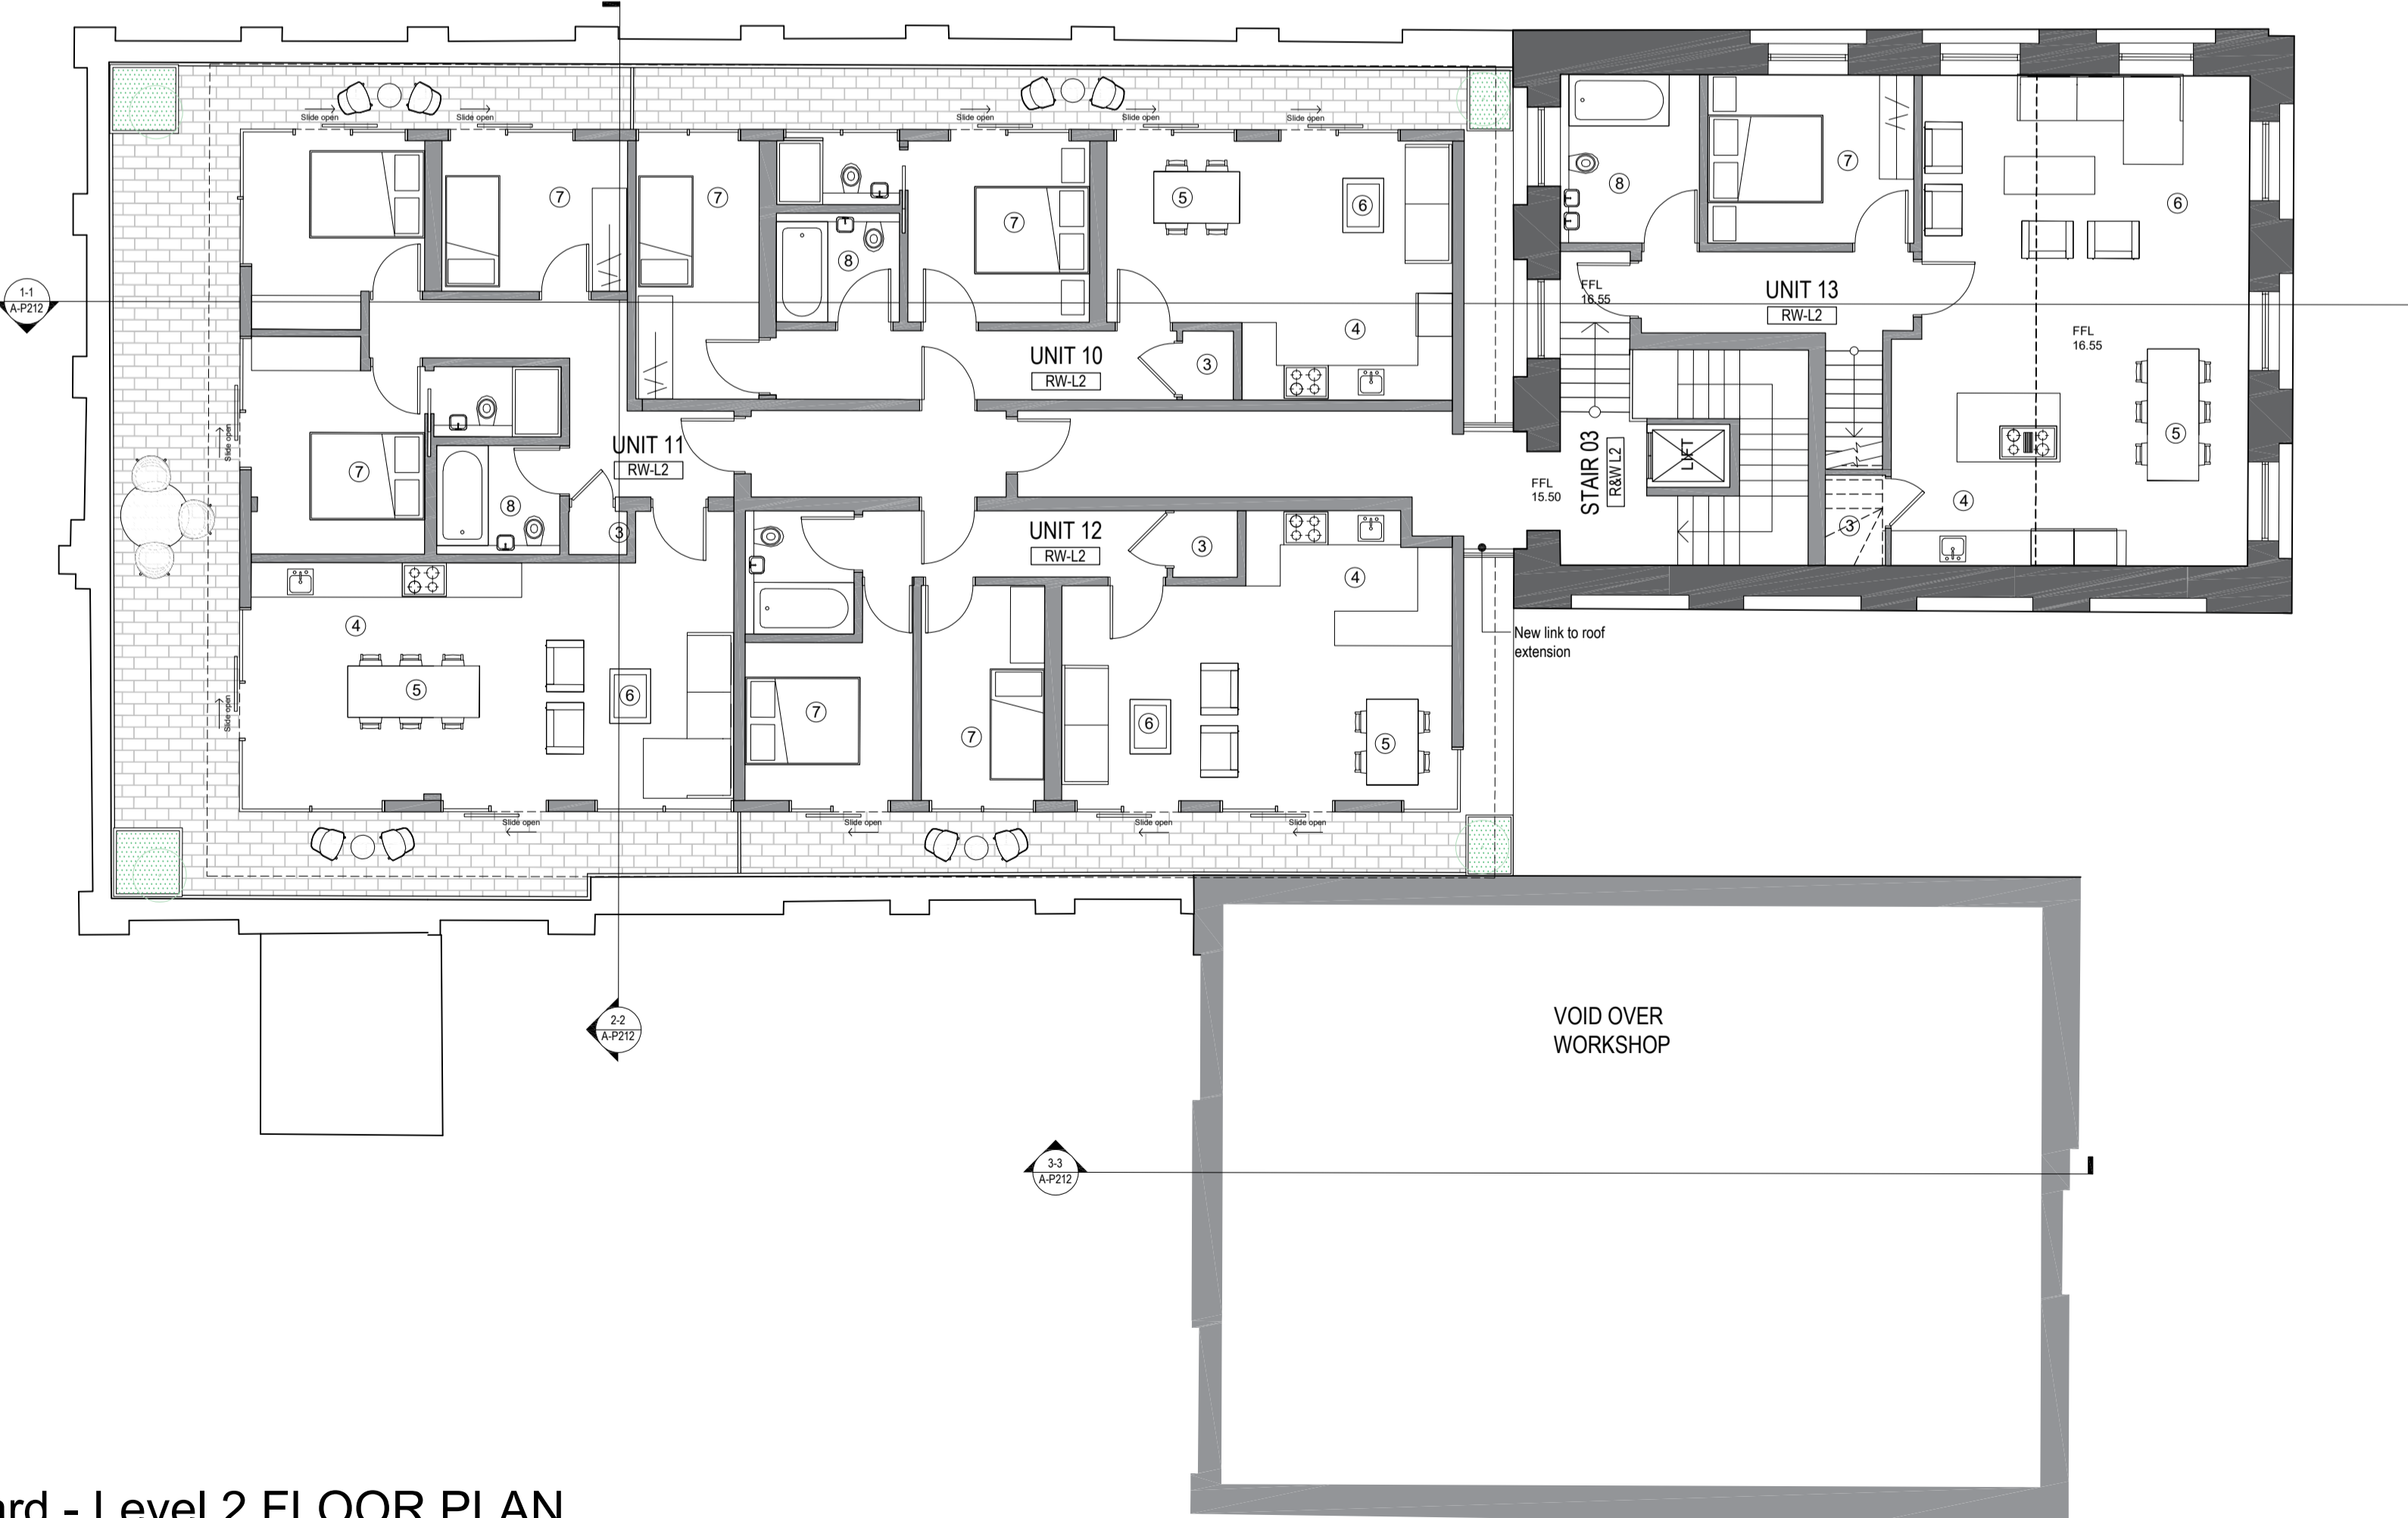 Slide open
Slide open
Slide open
Slide open
Slide open
7
7
8
7
5
6
8
7
6
1-1
A-P212
UNIT 10
RW-L2
3
4
FFL
16.55
UNIT 13
RW-L2
FFL
16.55
Slide open
7
8
UNIT 11
RW-L2
3
UNIT 12
RW-L2
3
4
FFL
15.50
STAIR 03
R&W L2
LIFT
3
4
5
4
5
6
Slide open
7
7
6
5
New link to roof
extension
Slide open
Slide open
Slide open
Slide open
2-2
A-P212
VOID OVER
WORKSHOP
3-3
A-P212
ard - Level 2 FLOOR PLAN